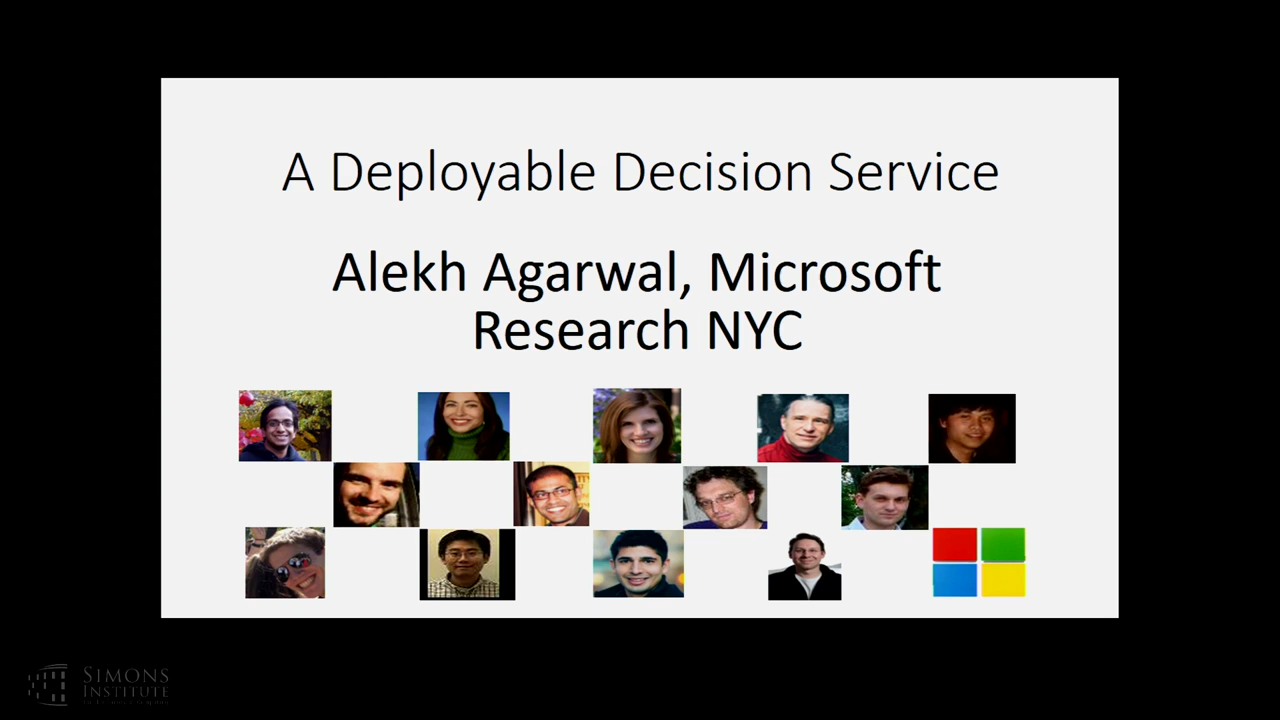 A Deployable Decision Service
Alekh Agarwal, Microsoft
Research NYC
SIMONS
INSTITUTE